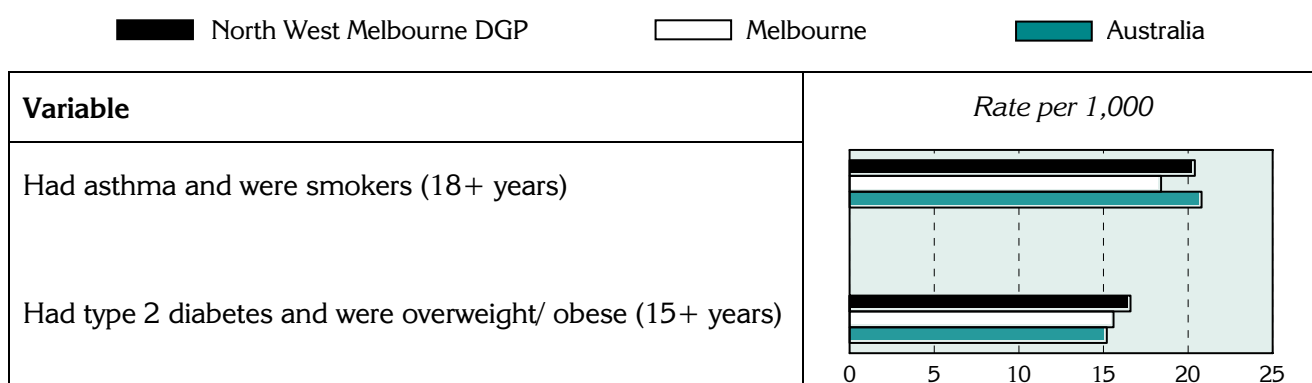 North West Melbourne DGP Melbourne Australia
Variable Rate per 1,000
Had asthma and were smokers (18+ years)
Had type 2 diabetes and were overweight/ obese (15+ years)
0 5 10 15 20 25